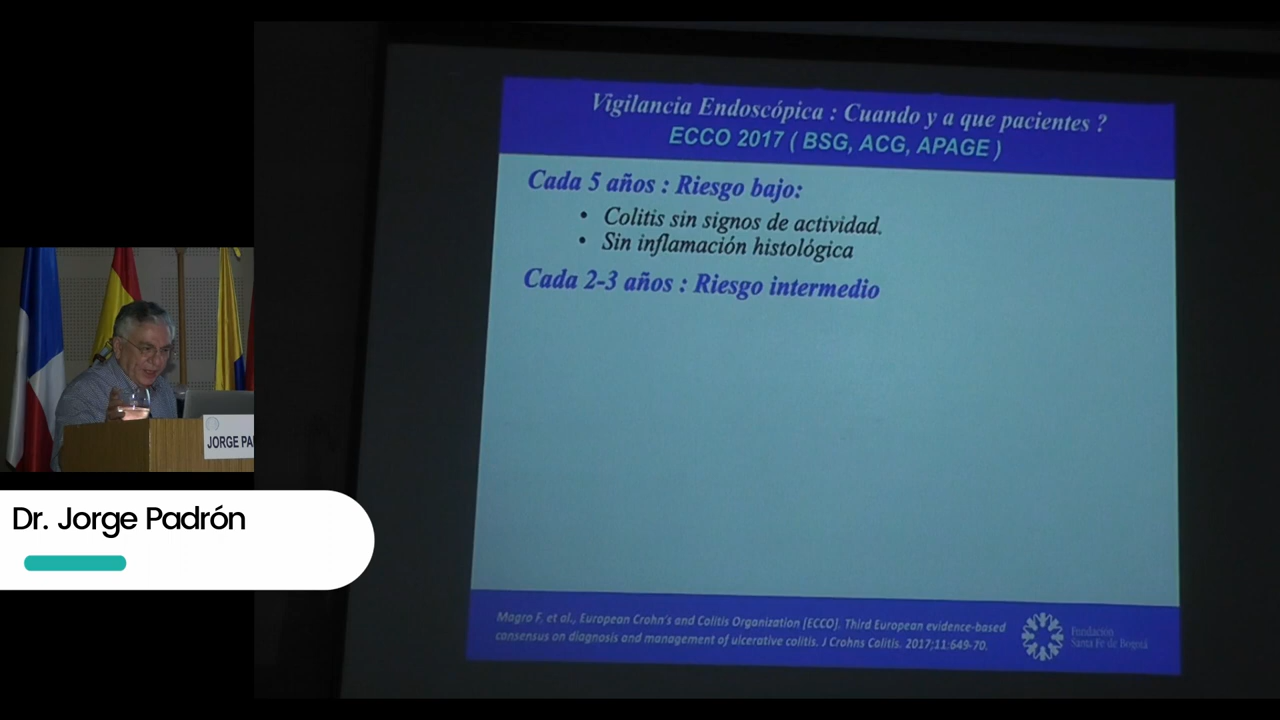 Vigilancia Endoscópica : Cuando y a que pacientes ?
ECCO 2017 ( BSG, ACG, APAGE )
Cada 5 años : Riesgo bajo:
• Colitis sin signos de actividad.
• Sin inflamación histológica
Cada 2-3 años : Riesgo intermedio
Magro F, et al., European Crohn's and Colitis Organization [ECCO]. Third European evidence-based
consensus on diagnosis and management of ulcerative colitis. J Crohns Colitis. 2017;11:649-70.
Fundación
Santa Fe de Bogotá
JORGE PA
Dr. Jorge Padrón